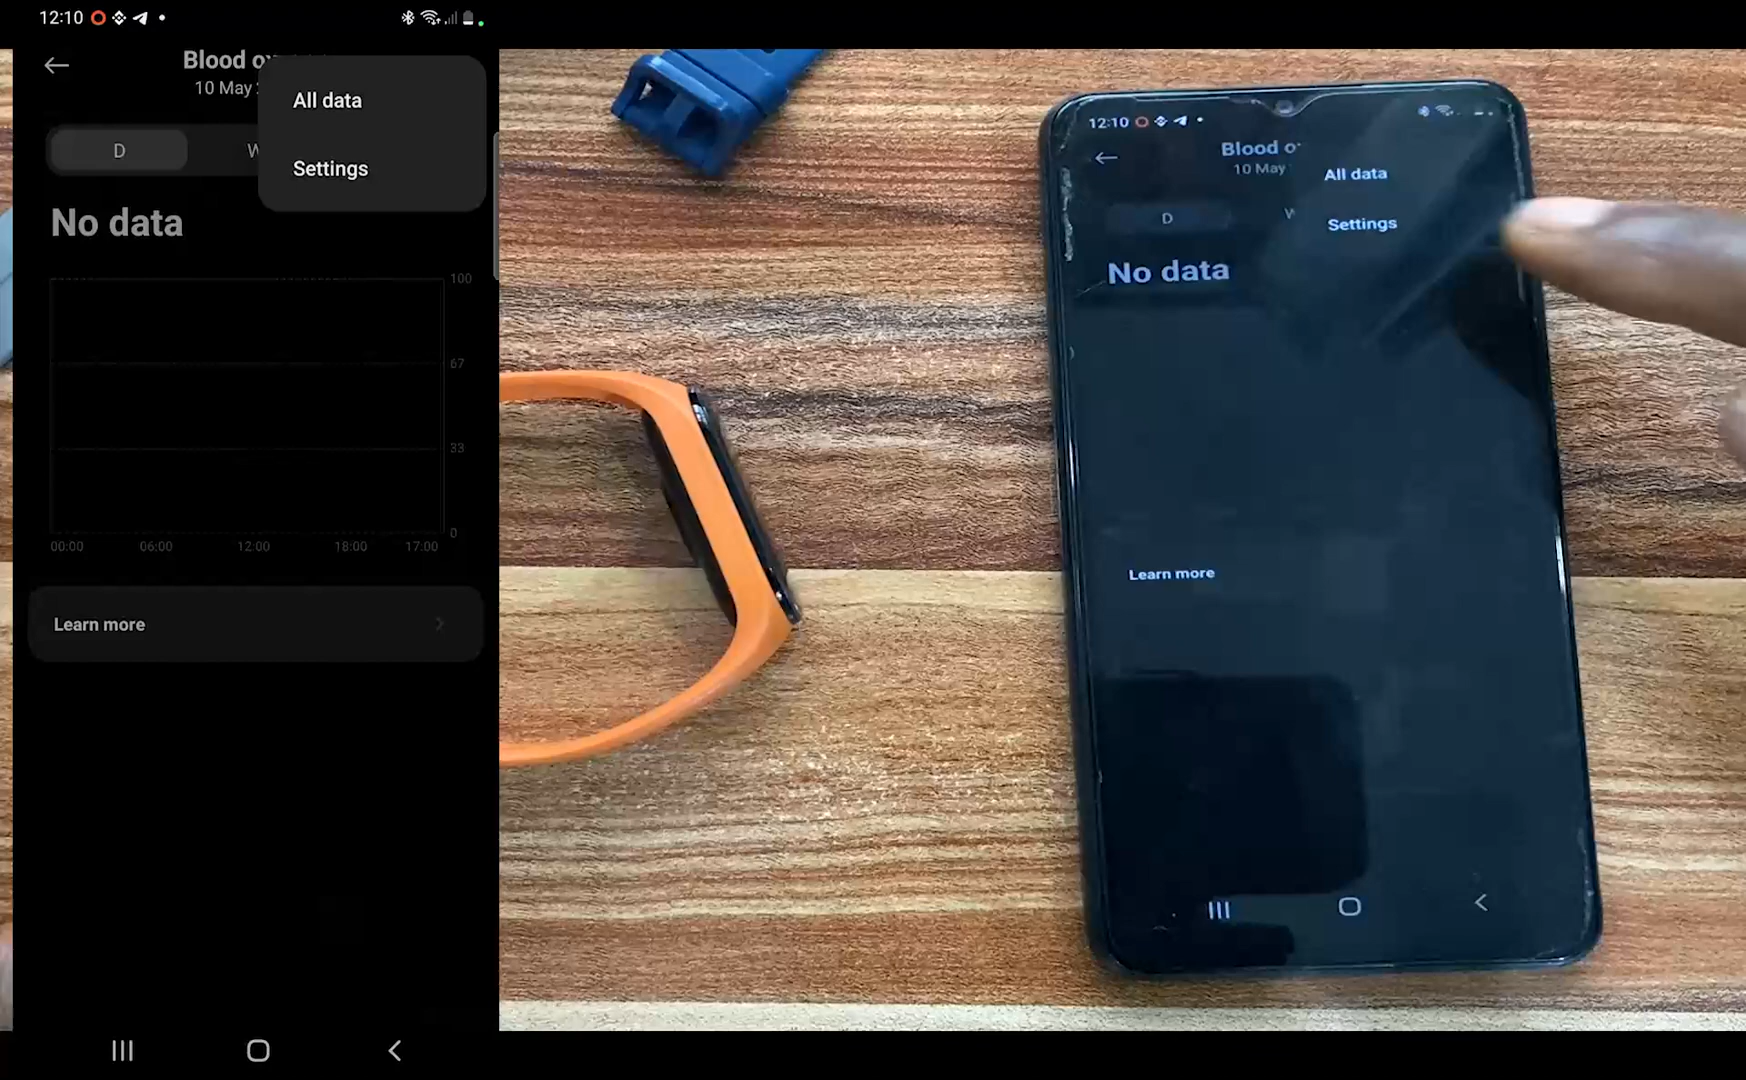 12:10
Blood o
10 May
All data
Settings
D
No data
100
67
33
0
00:00
06:00
12:00
18:00
17:00
Learn more
12:10
Blood o
10 May
All data
Settings
D
W
No data
Learn more